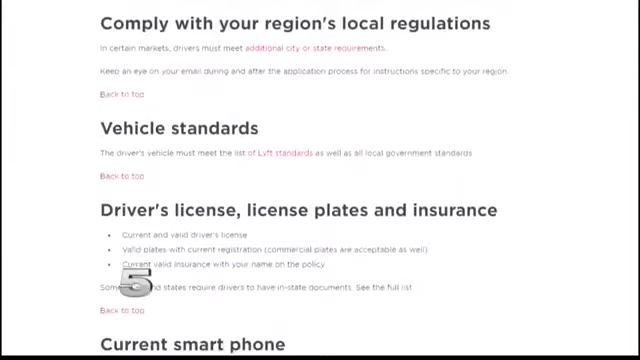 Comply with your region's local regulations
In certain markets, drivers must meet additional city or state requirements.
Keep an eye on your email during and after the application process for instructions specific to your region.
Back to top
Vehicle standards
The driver's vehicle must meet the list of Lyft standards as well as all local government standards
Back to top
Driver's license, license plates and insurance
• Current and valid driver's license
• Valid plates with current registration (commercial plates are acceptable as well)
• Current valid insurance with your name on the policy
5
nd states require drivers to have in-state documents. See the full list
Back to top
Current smart phone